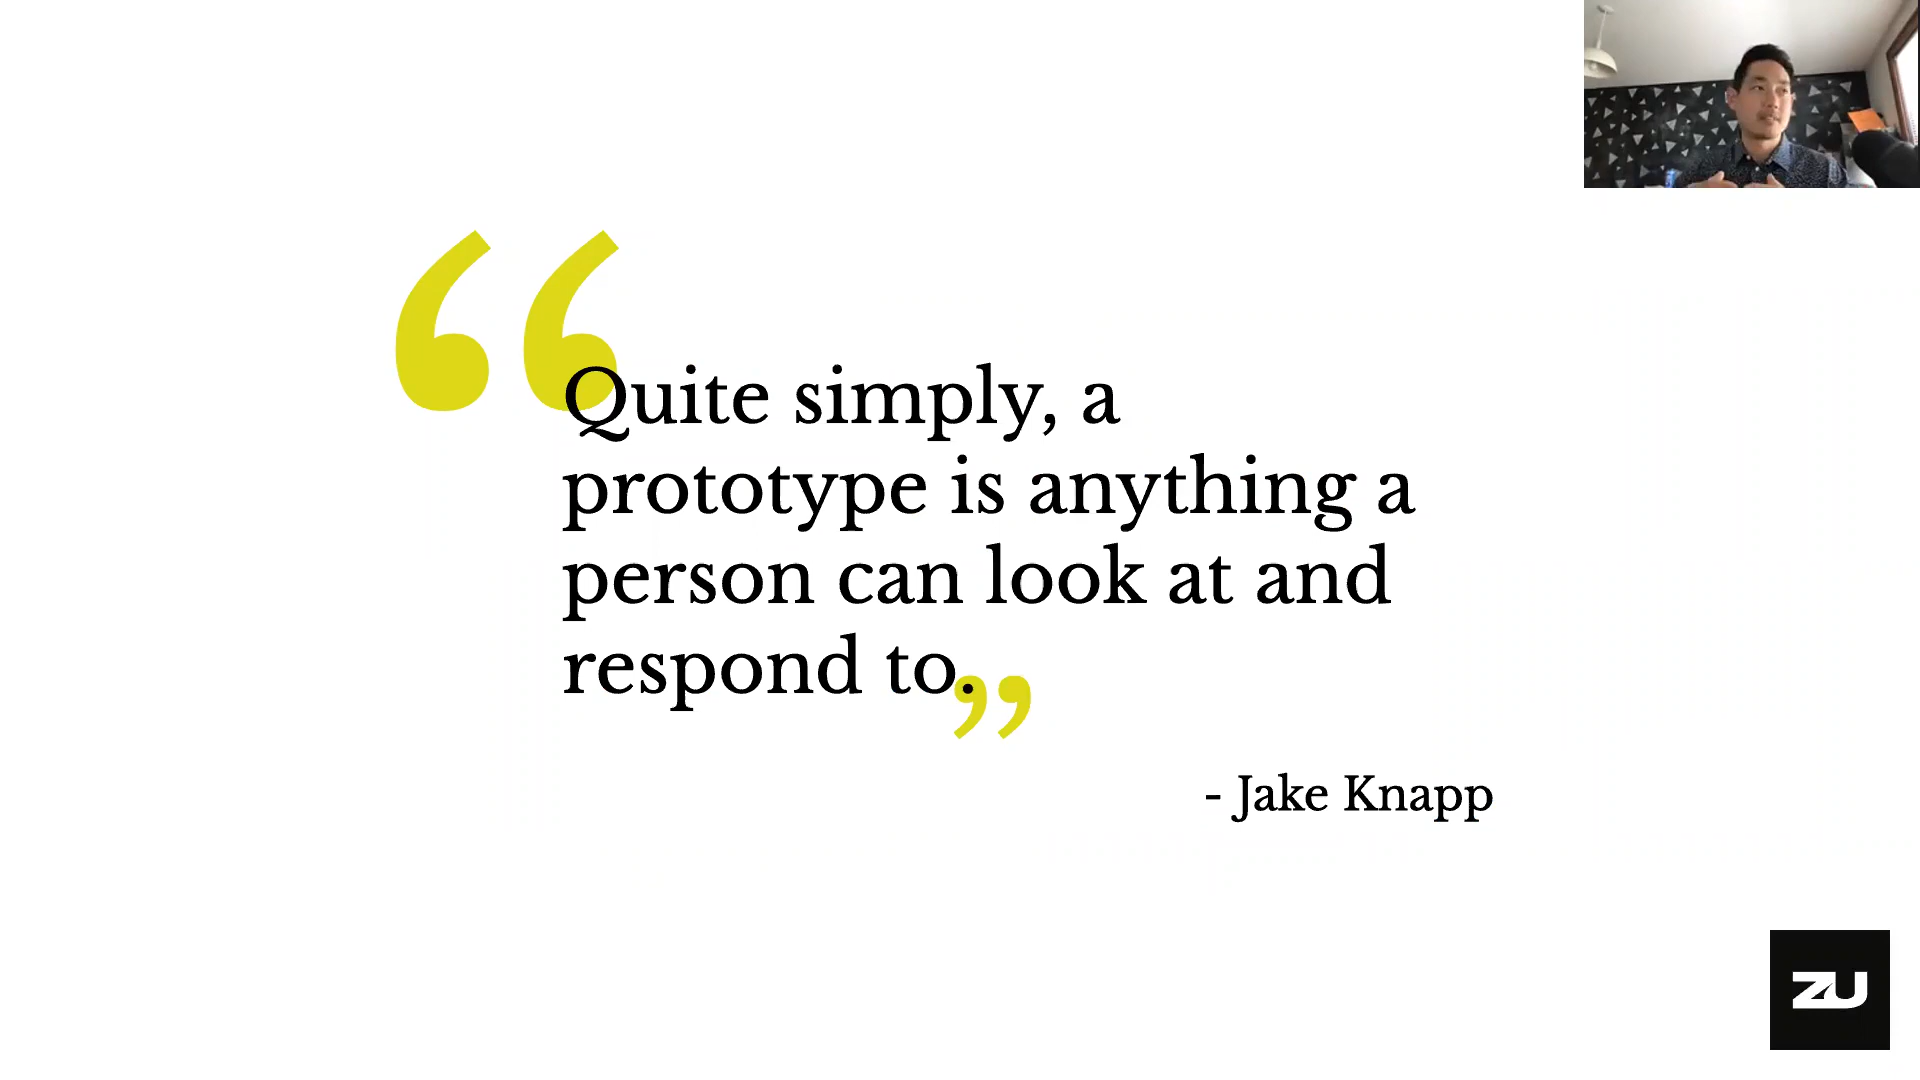 “Quite simply, a
prototype is anything a
person can look at and
respond to.”
- Jake Knapp
ZU